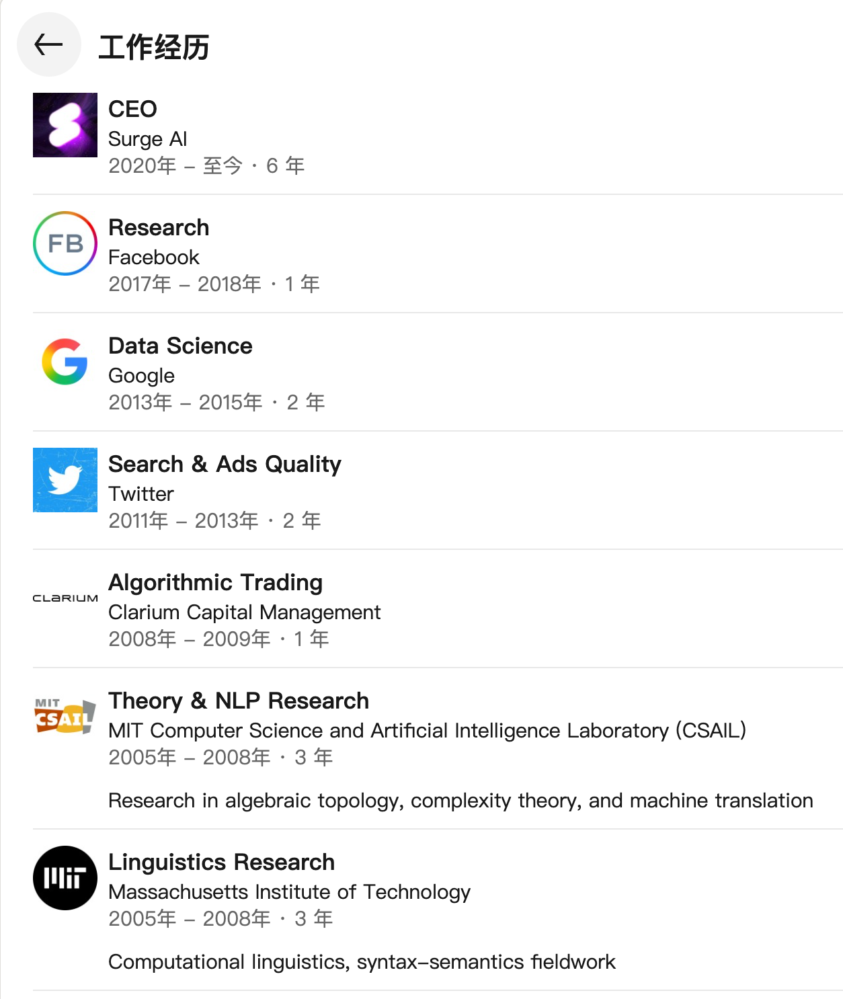 工作经历
CEO
Surge AI
2020年 – 至今 · 6 年
FB
Research
Facebook
2017年 – 2018年 · 1 年
Data Science
Google
2013年 – 2015年 · 2 年
Search & Ads Quality
Twitter
2011年 – 2013年 · 2 年
CLARIUM
Algorithmic Trading
Clarium Capital Management
2008年 – 2009年 · 1 年
MIT
CSAIL
Theory & NLP Research
MIT Computer Science and Artificial Intelligence Laboratory (CSAIL)
2005年 – 2008年 · 3 年
Research in algebraic topology, complexity theory, and machine translation
MIT
Linguistics Research
Massachusetts Institute of Technology
2005年 – 2008年 · 3 年
Computational linguistics, syntax–semantics fieldwork